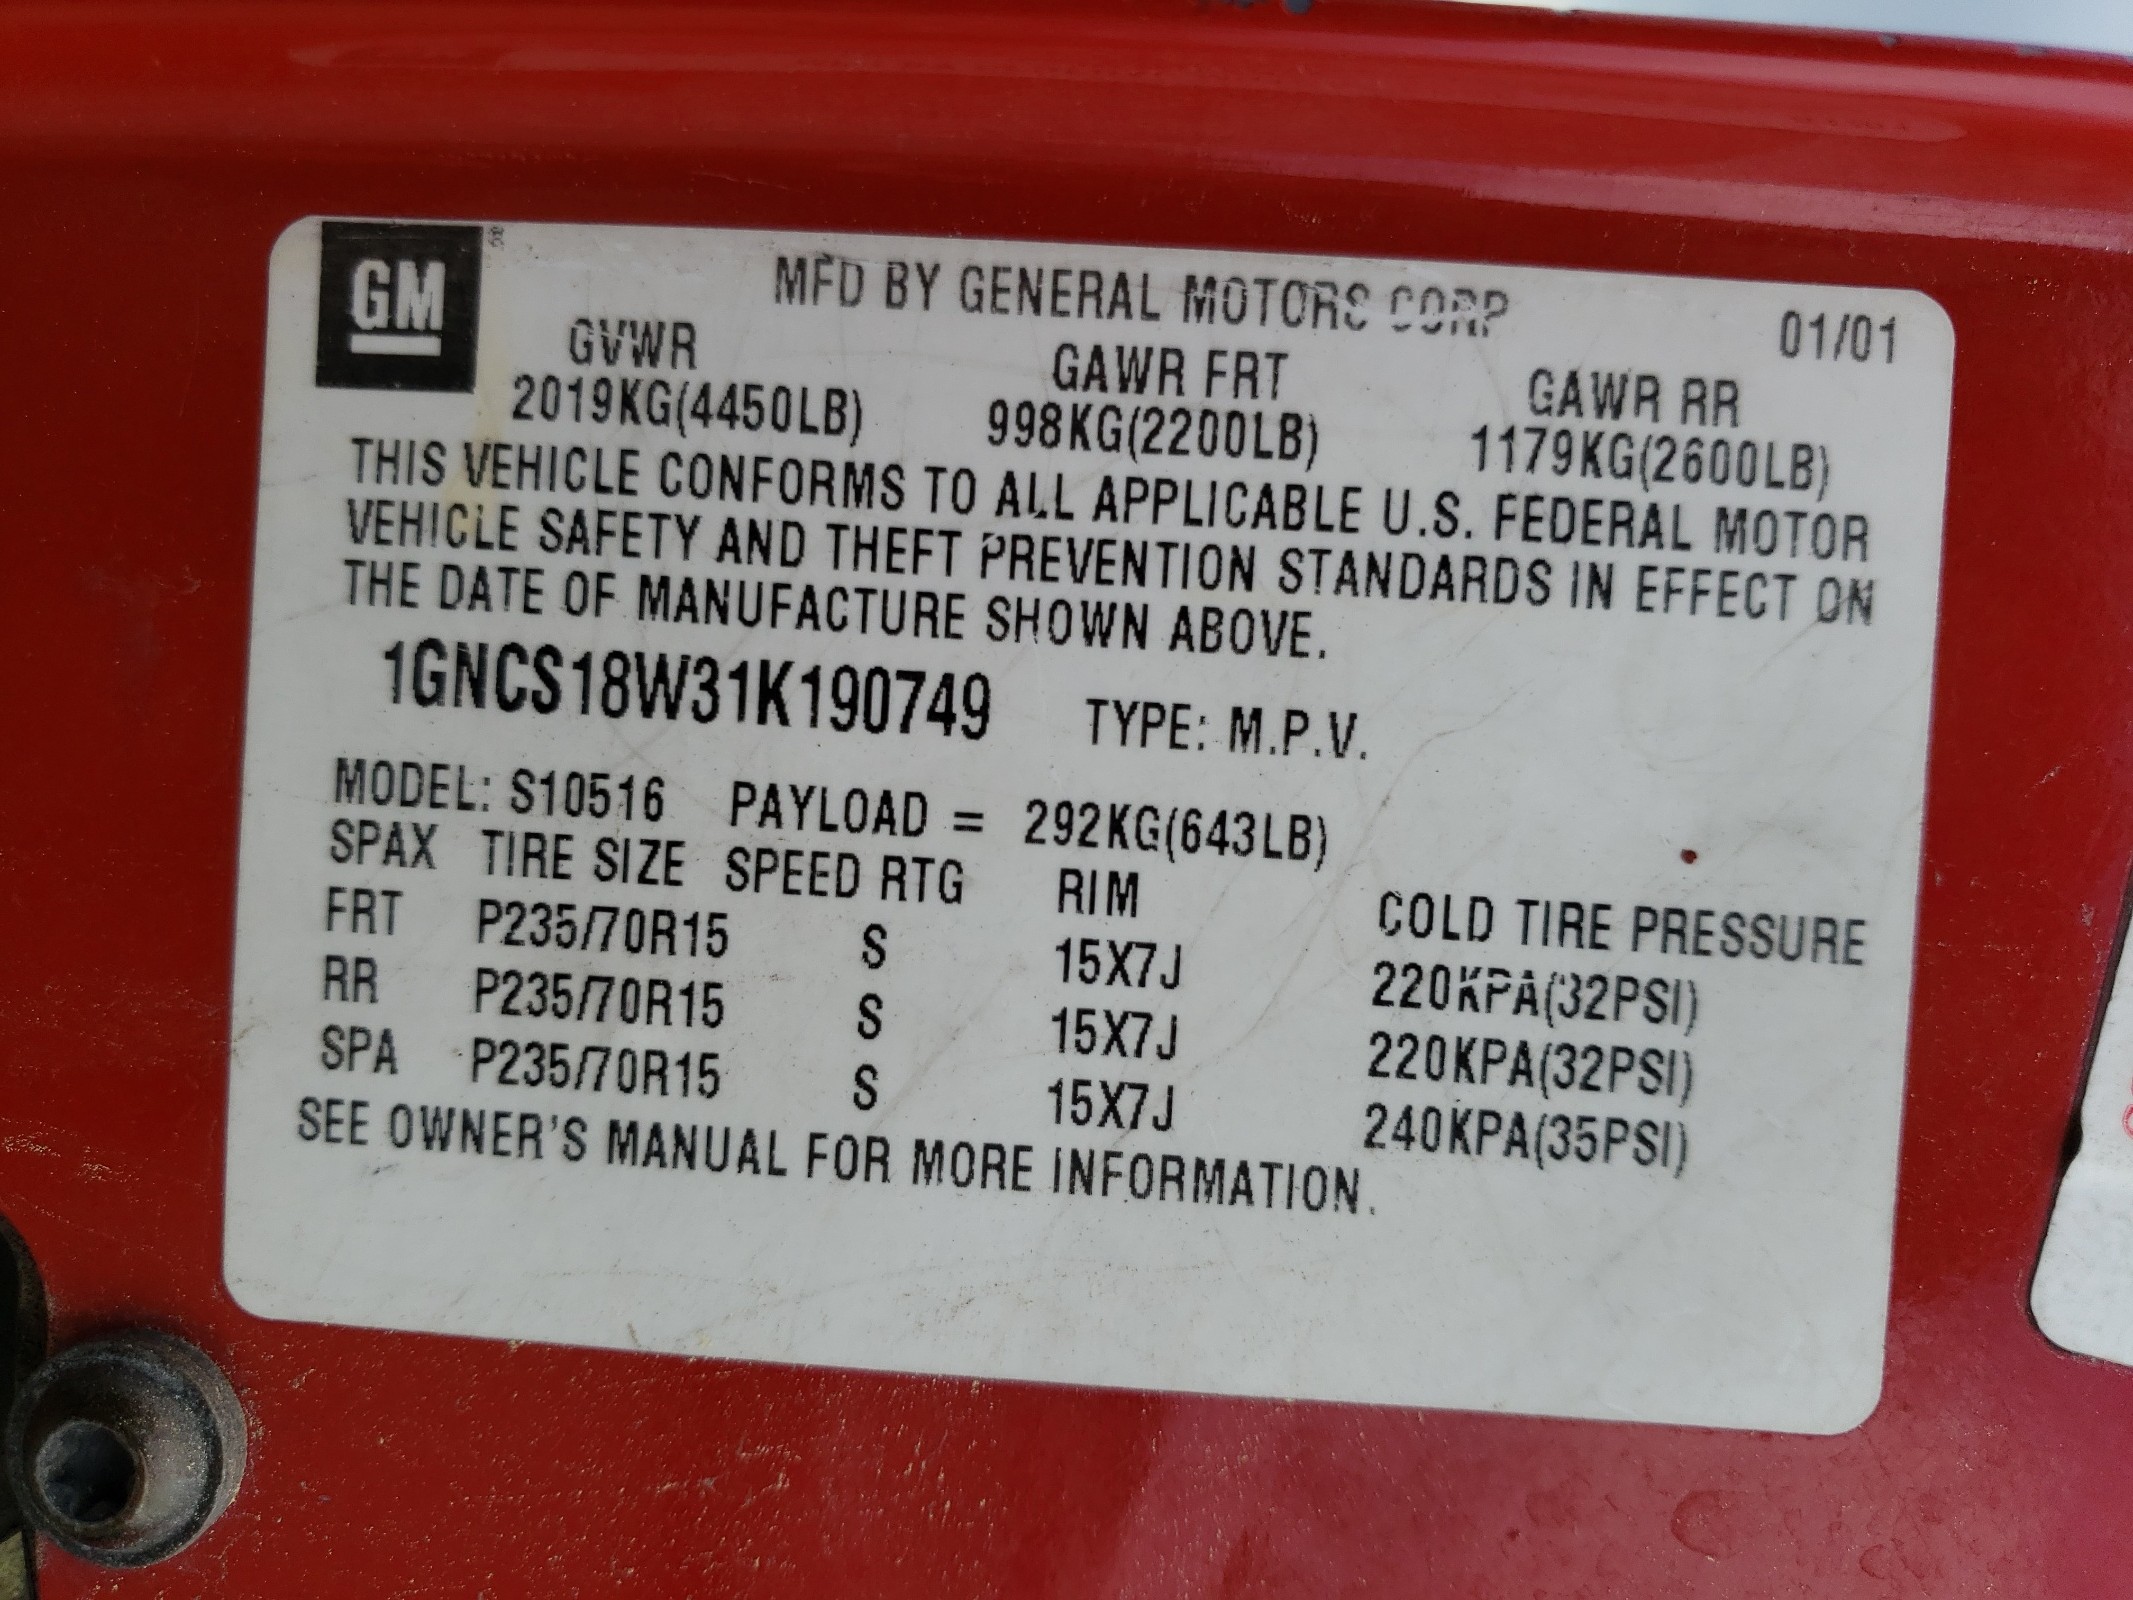 GM
MFD BY GENERAL MOTORS CORP 01/01
GVWR GAWR FRT GAWR RR
2019KG(4450LB) 998KG(2200LB) 1179KG(2600LB)
THIS VEHICLE CONFORMS TO ALL APPLICABLE U.S. FEDERAL MOTOR
VEHICLE SAFETY AND THEFT PREVENTION STANDARDS IN EFFECT ON
THE DATE OF MANUFACTURE SHOWN ABOVE.
1GNCS18W31K190749 TYPE: M.P.V.
MODEL: S10516 PAYLOAD = 292KG(643LB)
SPAX TIRE SIZE SPEED RTG RIM COLD TIRE PRESSURE
FRT P235/70R15 S 15X7J 220KPA(32PSI)
RR P235/70R15 S 15X7J 220KPA(32PSI)
SPA P235/70R15 S 15X7J 240KPA(35PSI)
SEE OWNER'S MANUAL FOR MORE INFORMATION.